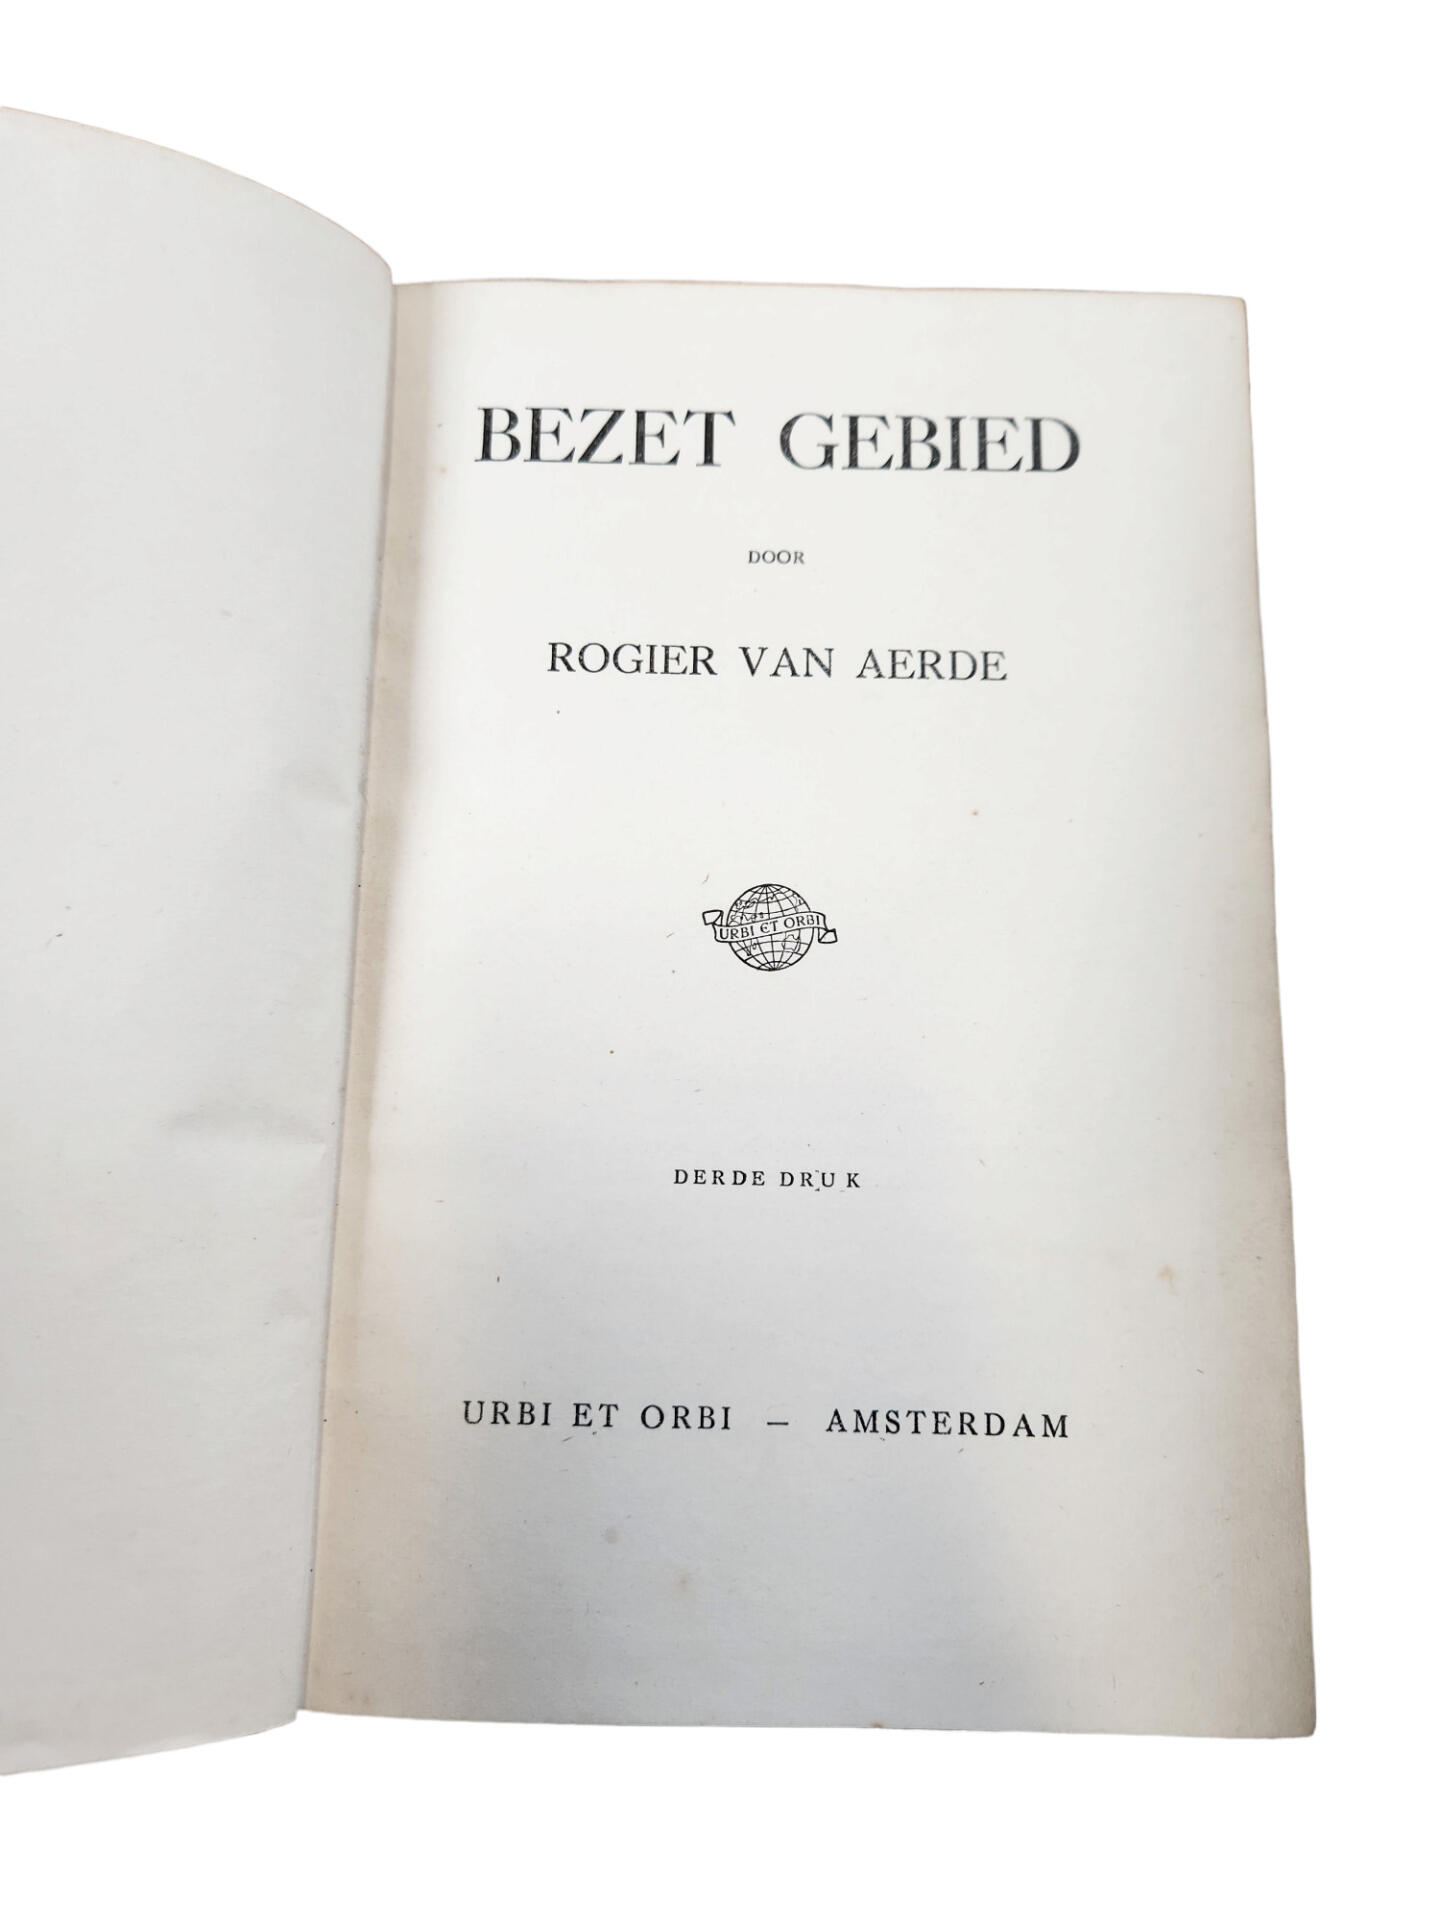 BEZET GEBIED
DOOR
ROGIER VAN AERDE
URBI ET ORBI
DERDE DRUK
URBI ET ORBI — AMSTERDAM